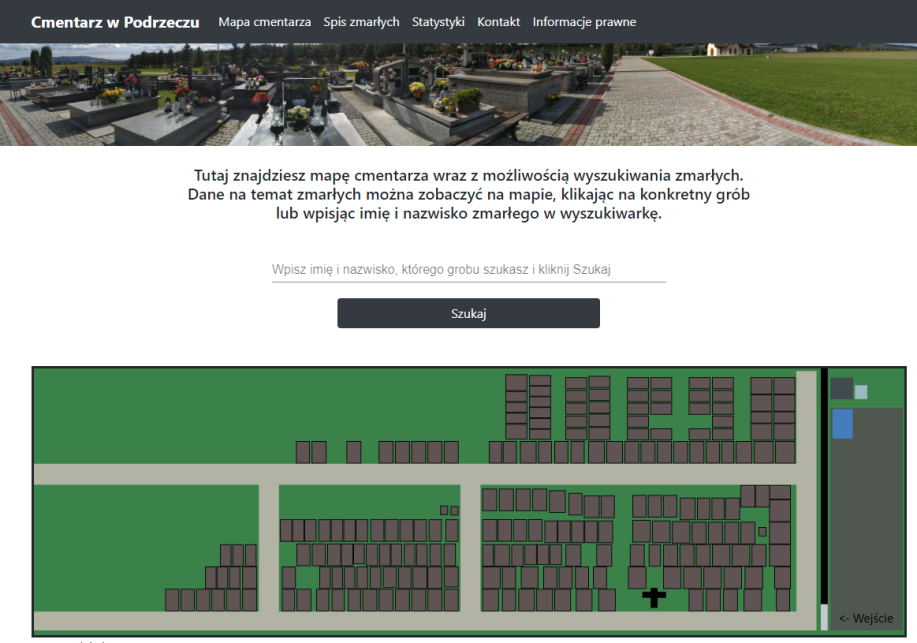 Cmentarz w Podrzeczu Mapa cmentarza Spis zmarłych Statystyki Kontakt Informacje prawne
Tutaj znajdziesz mapę cmentarza wraz z możliwością wyszukiwania zmarłych.
Dane na temat zmarłych można zobaczyć na mapie, klikając na konkretny grób
lub wpisjąc imię i nazwisko zmarłego w wyszukiwarkę.
Wpisz imię i nazwisko, którego grobu szukasz i kliknij Szukaj
Szukaj
<- Wejście